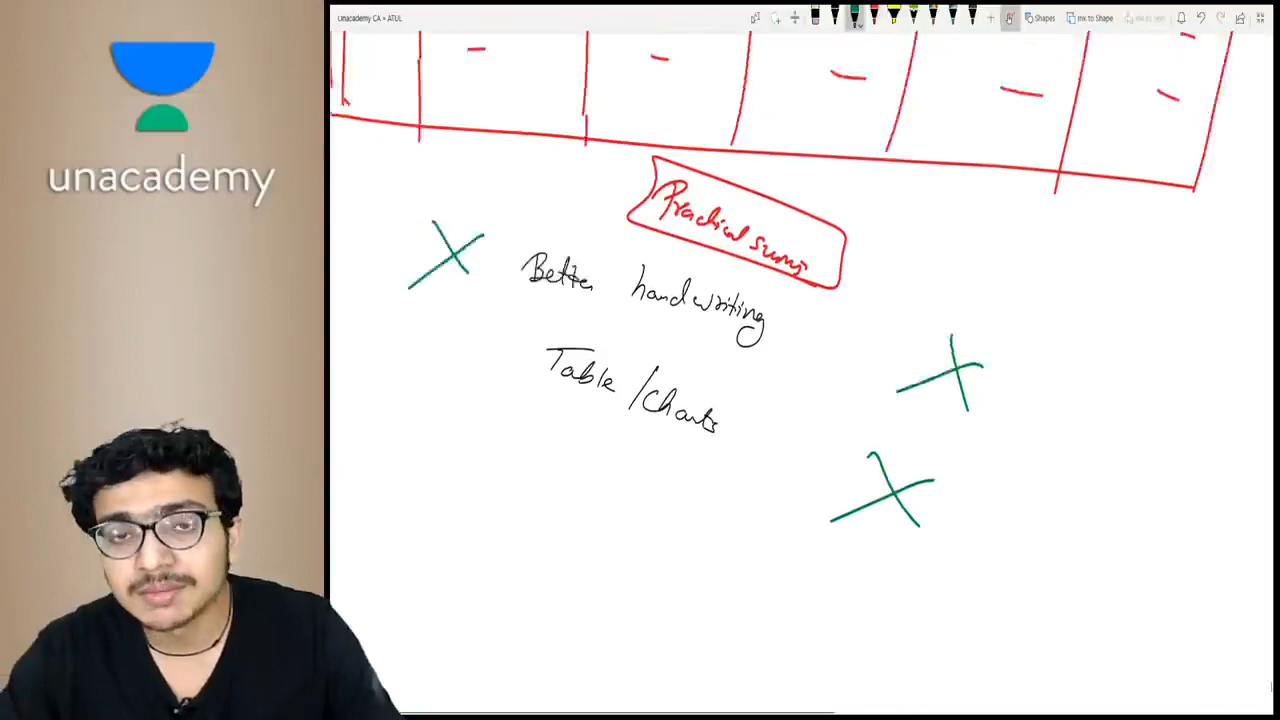 unacademy CA × ATUL
Shapes
Ink to Shape
unacademy
Practical sums
Better handwriting
Table / Charts